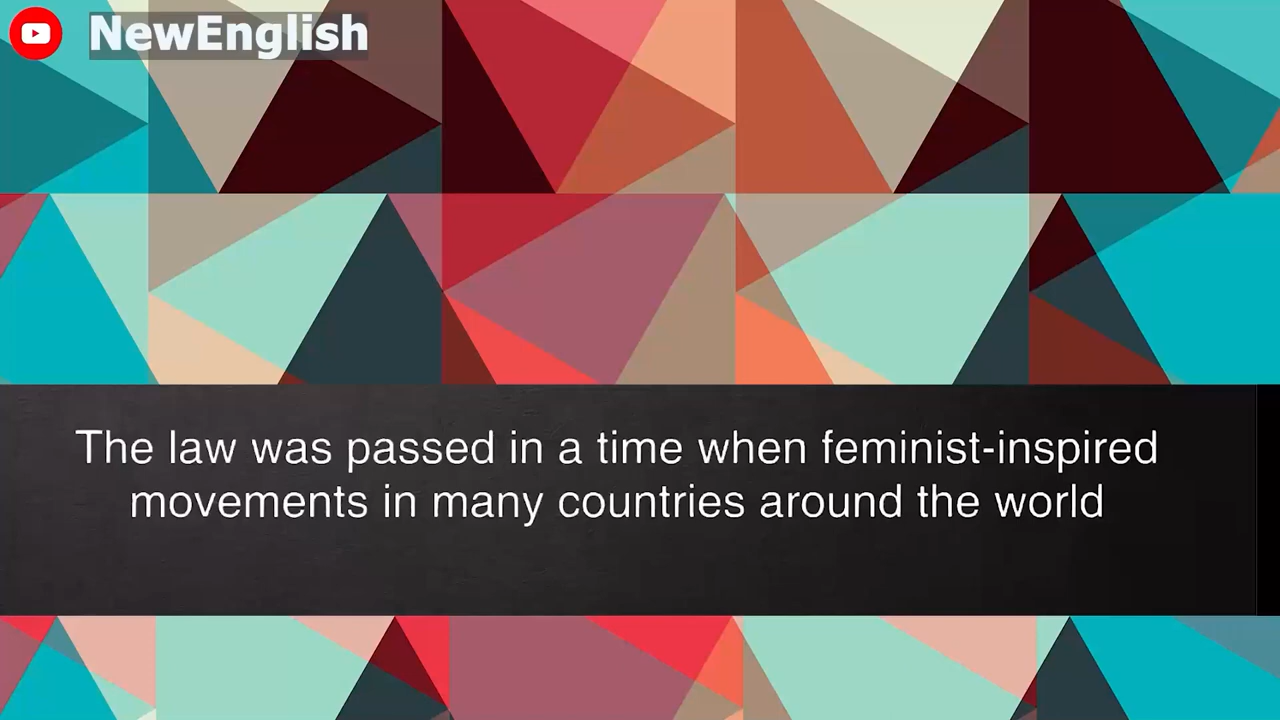 NewEnglish
The law was passed in a time when feminist-inspired
movements in many countries around the world